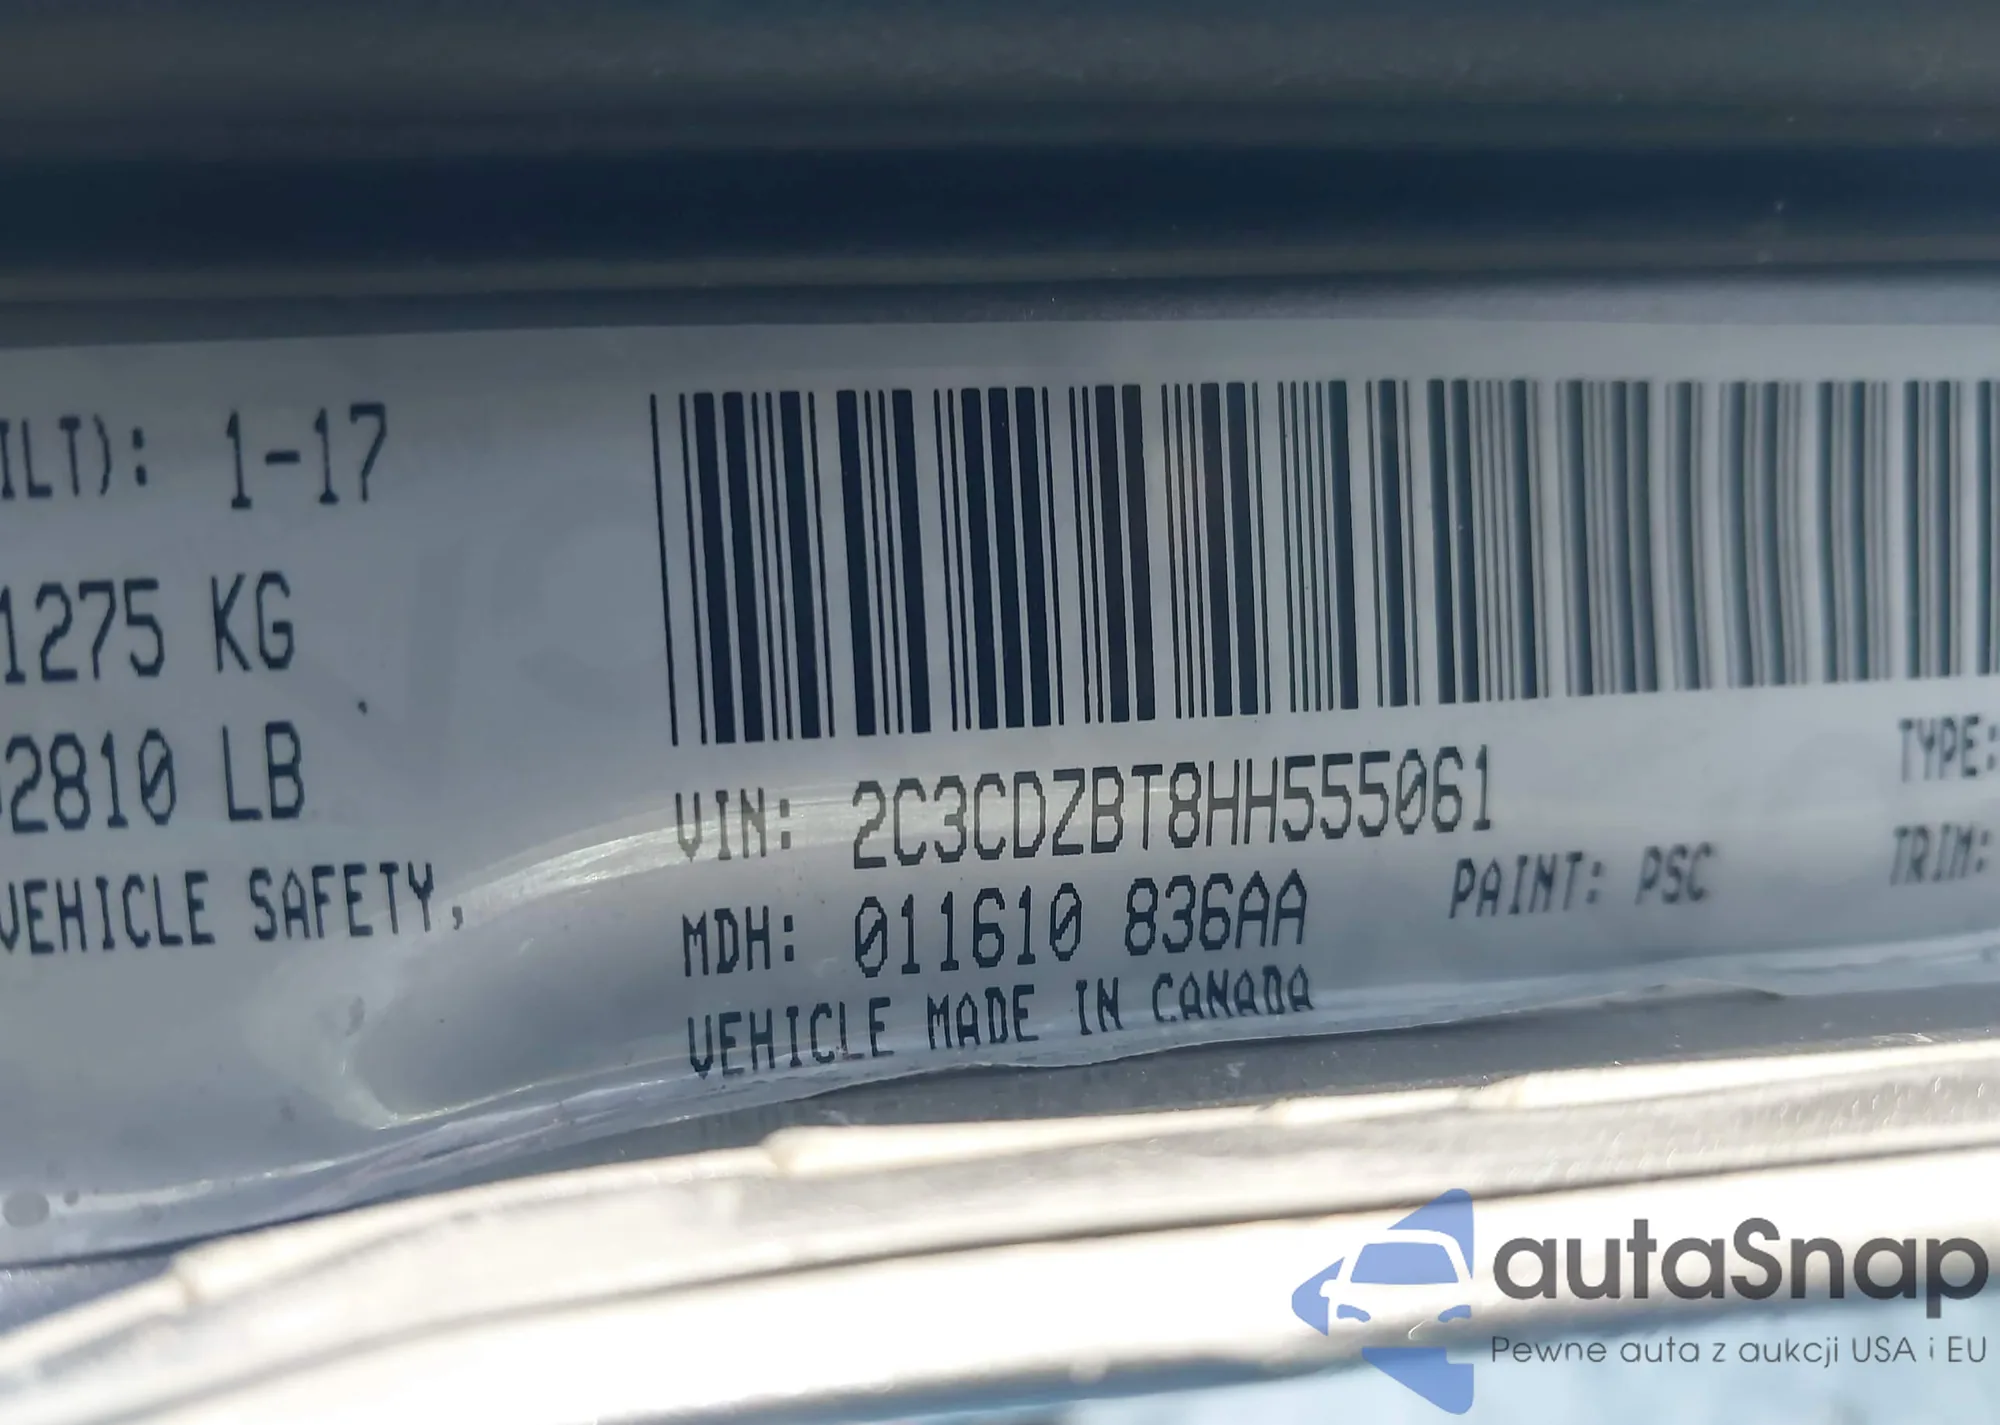 ILT): 1-17
1275 KG
2810 LB
VEHICLE SAFETY,
VIN: 2C3CDZBT8HH555061
TYPE:
MDH: 011610 836AA
PAINT: PSC
TRIM:
VEHICLE MADE IN CANADA
autaSnap
Pewne auta z aukcji USA i EU